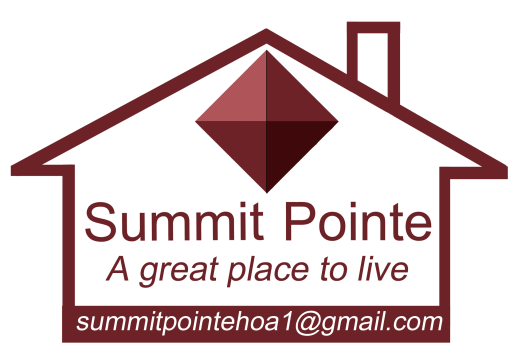 Summit Pointe
A great place to live
summitpointehoa1@gmail.com